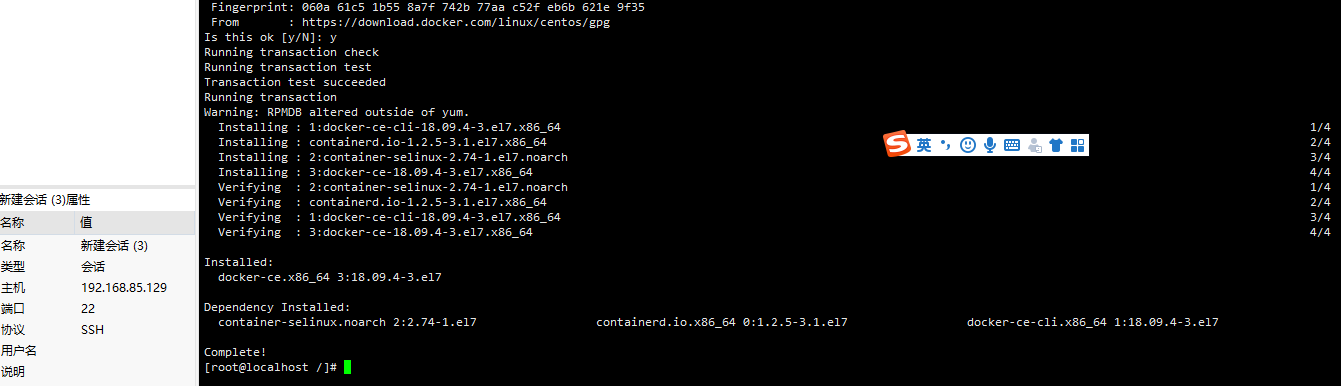 Fingerprint: 060a 61c5 1b55 8a7f 742b 77aa c52f eb6b 621e 9f35
From       : https://download.docker.com/linux/centos/gpg
Is this ok [y/N]: y
Running transaction check
Running transaction test
Transaction test succeeded
Running transaction
Warning: RPMDB altered outside of yum.
Installing : 1:docker-ce-cli-18.09.4-3.el7.x86_64 1/4
Installing : containerd.io-1.2.5-3.1.el7.x86_64 2/4
Installing : 2:container-selinux-2.74-1.el7.noarch 3/4
Installing : 3:docker-ce-18.09.4-3.el7.x86_64 4/4
Verifying  : 2:container-selinux-2.74-1.el7.noarch 1/4
Verifying  : containerd.io-1.2.5-3.1.el7.x86_64 2/4
Verifying  : 1:docker-ce-cli-18.09.4-3.el7.x86_64 3/4
Verifying  : 3:docker-ce-18.09.4-3.el7.x86_64 4/4
Installed:
docker-ce.x86_64 3:18.09.4-3.el7
Dependency Installed:
container-selinux.noarch 2:2.74-1.el7 containerd.io.x86_64 0:1.2.5-3.1.el7 docker-ce-cli.x86_64 1:18.09.4-3.el7
Complete!
[root@localhost /]#
S 英
新建会话 (3)属性
名称 值
名称 新建会话 (3)
类型 会话
主机 192.168.85.129
端口 22
协议 SSH
用户名
说明